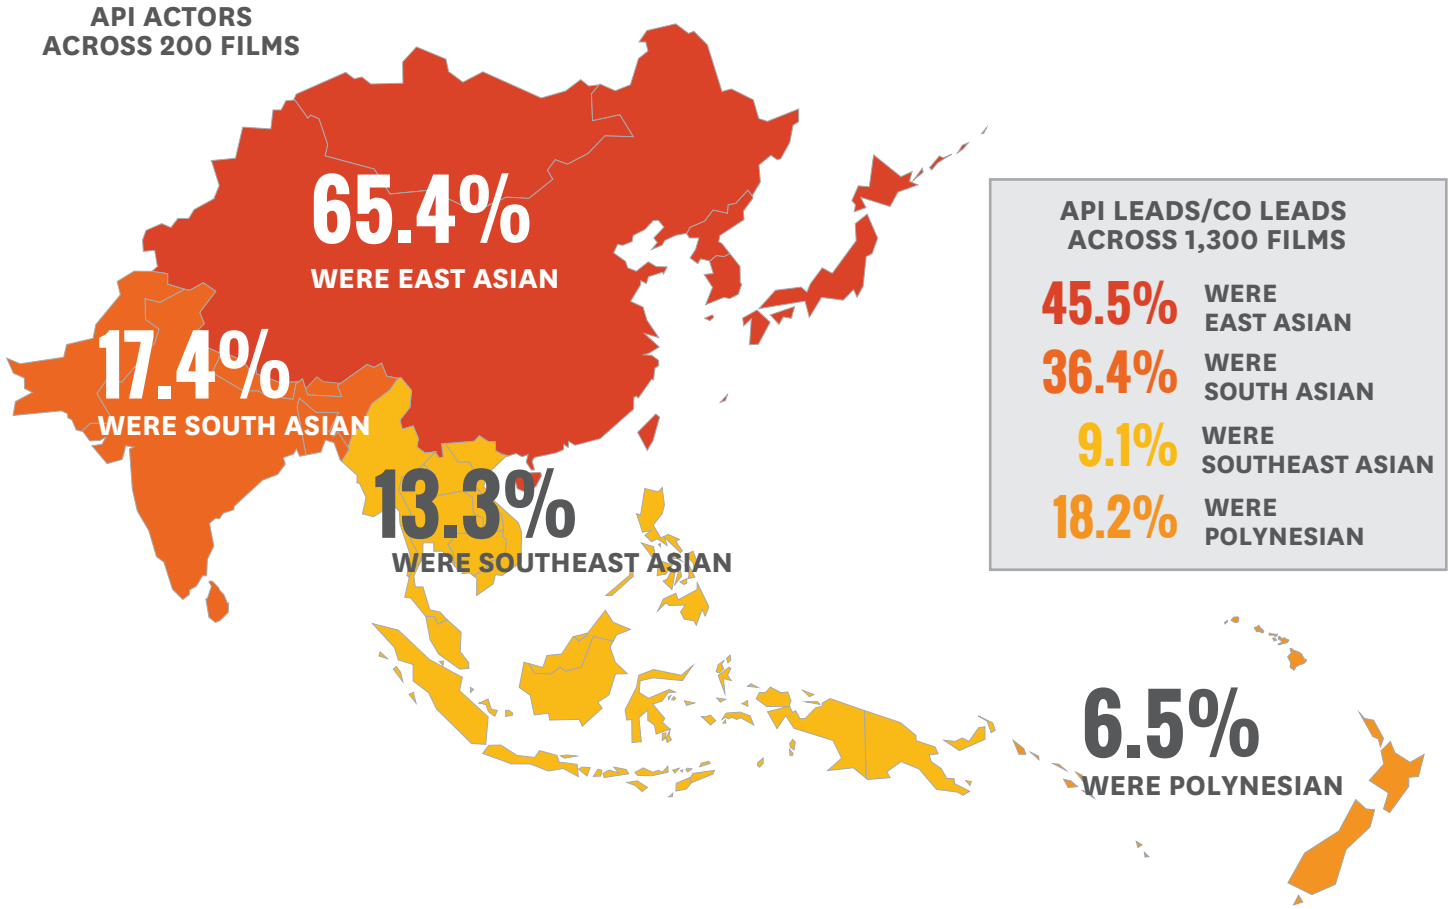 API ACTORS
ACROSS 200 FILMS
65.4%
WERE EAST ASIAN
17.4%
WERE SOUTH ASIAN
13.3%
WERE SOUTHEAST ASIAN
6.5%
WERE POLYNESIAN
API LEADS/CO LEADS
ACROSS 1,300 FILMS
45.5%
WERE
EAST ASIAN
36.4%
WERE
SOUTH ASIAN
9.1%
WERE
SOUTHEAST ASIAN
18.2%
WERE
POLYNESIAN